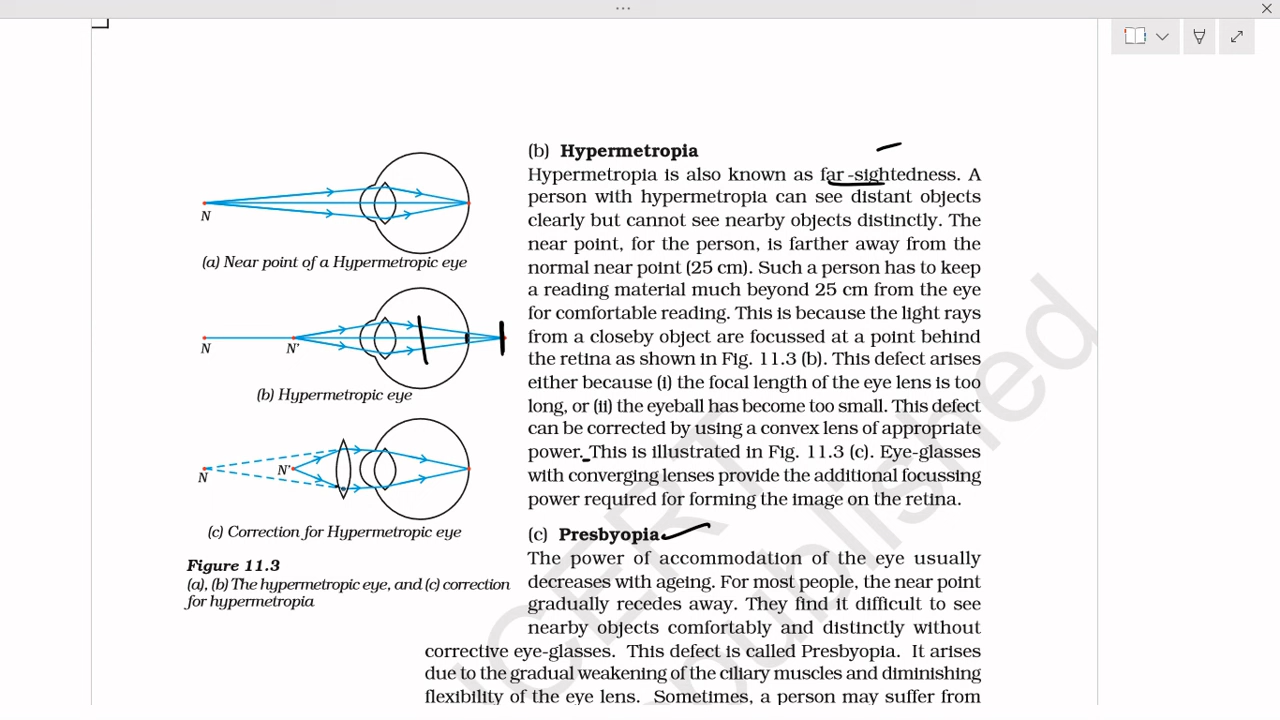 (b) Hypermetropia
Hypermetropia is also known as far -sightedness. A
person with hypermetropia can see distant objects
clearly but cannot see nearby objects distinctly. The
near point, for the person, is farther away from the
normal near point (25 cm). Such a person has to keep
a reading material much beyond 25 cm from the eye
for comfortable reading. This is because the light rays
from a closeby object are focussed at a point behind
the retina as shown in Fig. 11.3 (b). This defect arises
either because (i) the focal length of the eye lens is too
long, or (ii) the eyeball has become too small. This defect
can be corrected by using a convex lens of appropriate
power. This is illustrated in Fig. 11.3 (c). Eye-glasses
with converging lenses provide the additional focussing
power required for forming the image on the retina.
N
(a) Near point of a Hypermetropic eye
N
N'
(b) Hypermetropic eye
N
N'
(c) Correction for Hypermetropic eye
Figure 11.3
(a), (b) The hypermetropic eye, and (c) correction
for hypermetropia
(c) Presbyopia
The power of accommodation of the eye usually
decreases with ageing. For most people, the near point
gradually recedes away. They find it difficult to see
nearby objects comfortably and distinctly without
corrective eye-glasses. This defect is called Presbyopia. It arises
due to the gradual weakening of the ciliary muscles and diminishing
flexibility of the eye lens. Sometimes, a person may suffer from